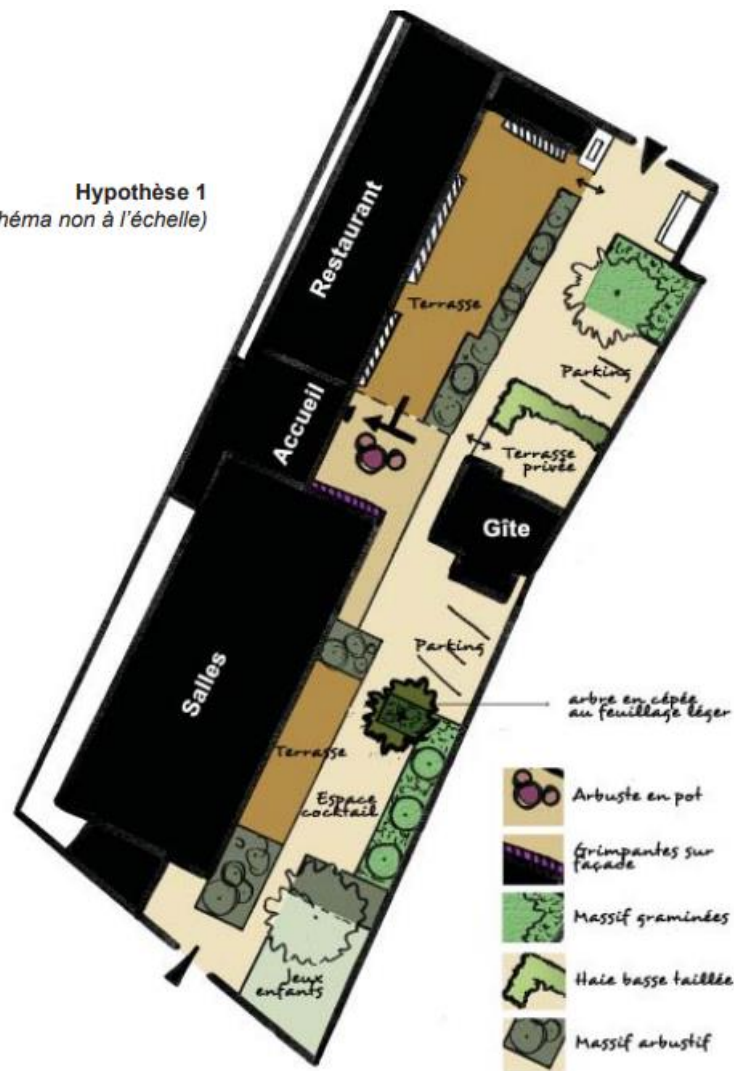 Hypothèse 1
héma non à l'échelle)
Restaurant
Terrasse
Parking
Accueil
Terrasse
privée
Gîte
Parking
Salles
arbre en cépée
au feuillage léger
Terrasse
Espace
cocktail
Arbuste en pot
Grimpantes sur
façade
Massif graminées
Haie basse taillée
Jeux
enfants
Massif arbustif